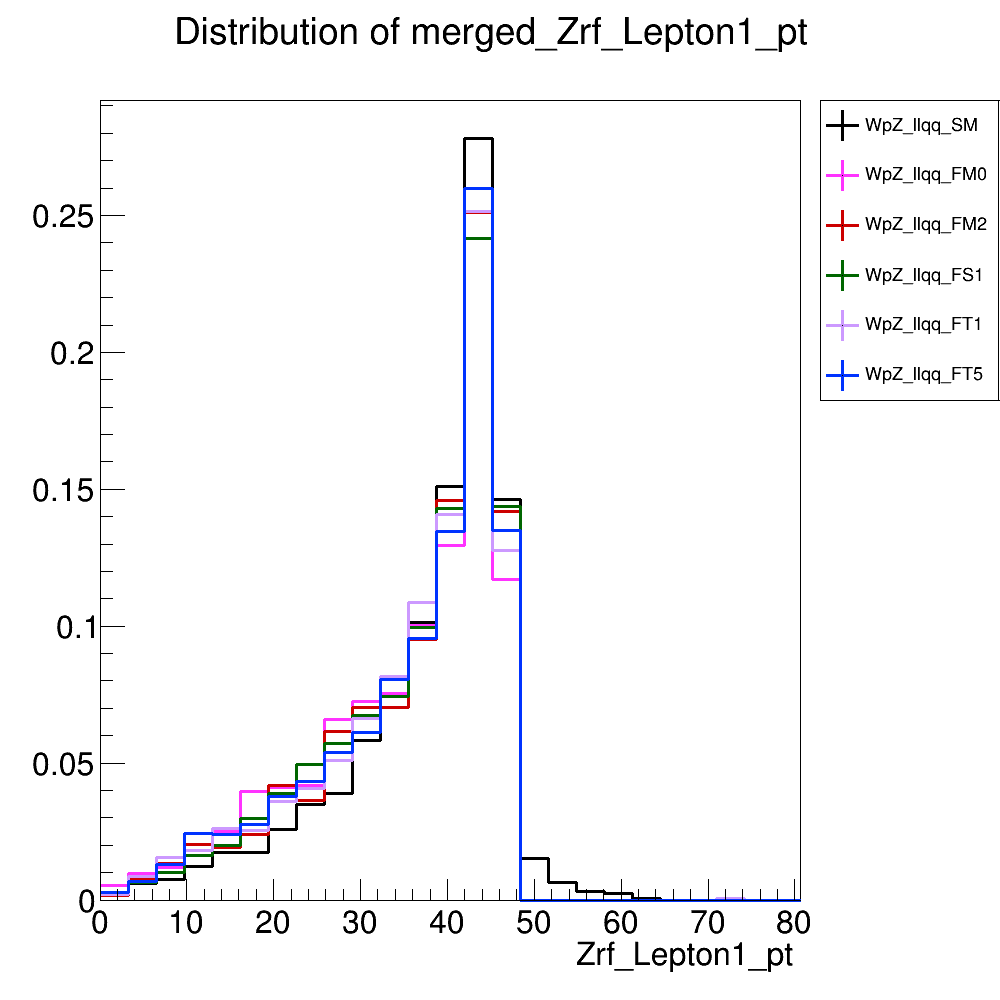 Distribution of merged_Zrf_Lepton1_pt
WpZ_llqq_SM
WpZ_llqq_FM0
WpZ_llqq_FM2
WpZ_llqq_FS1
WpZ_llqq_FT1
WpZ_llqq_FT5
0.25
0.2
0.15
0.1
0.05
0
0 10 20 30 40 50 60 70 80
Zrf_Lepton1_pt